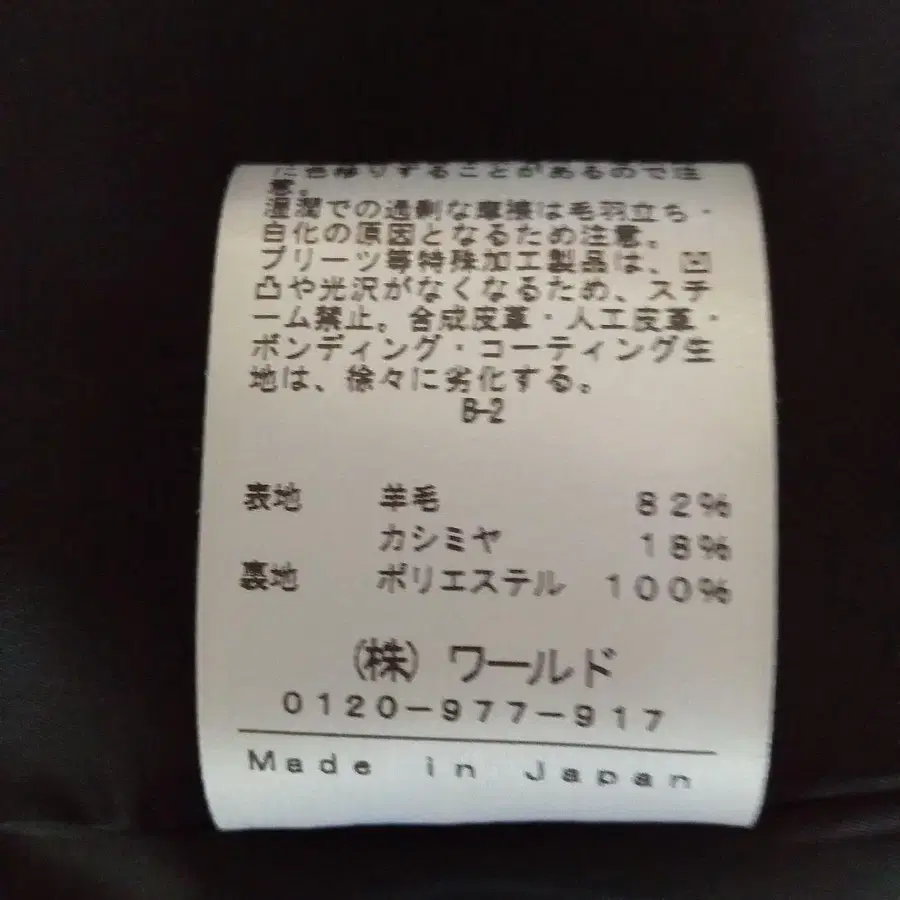 た色移りすることがあるので注
意。
湿潤での過剰な摩擦は毛羽立ち・
白化の原因となるため注意。
プリーツ等特殊加工製品は、凹
凸や光沢がなくなるため、スチ
ーム禁止。合成皮革・人工皮革・
ボンディング・コーティング生
地は、徐々に劣化する。
B-2
表地 羊毛 82%
カシミヤ 18%
裏地 ポリエステル 100%
(株)ワールド
0120-977-917
Made in Japan